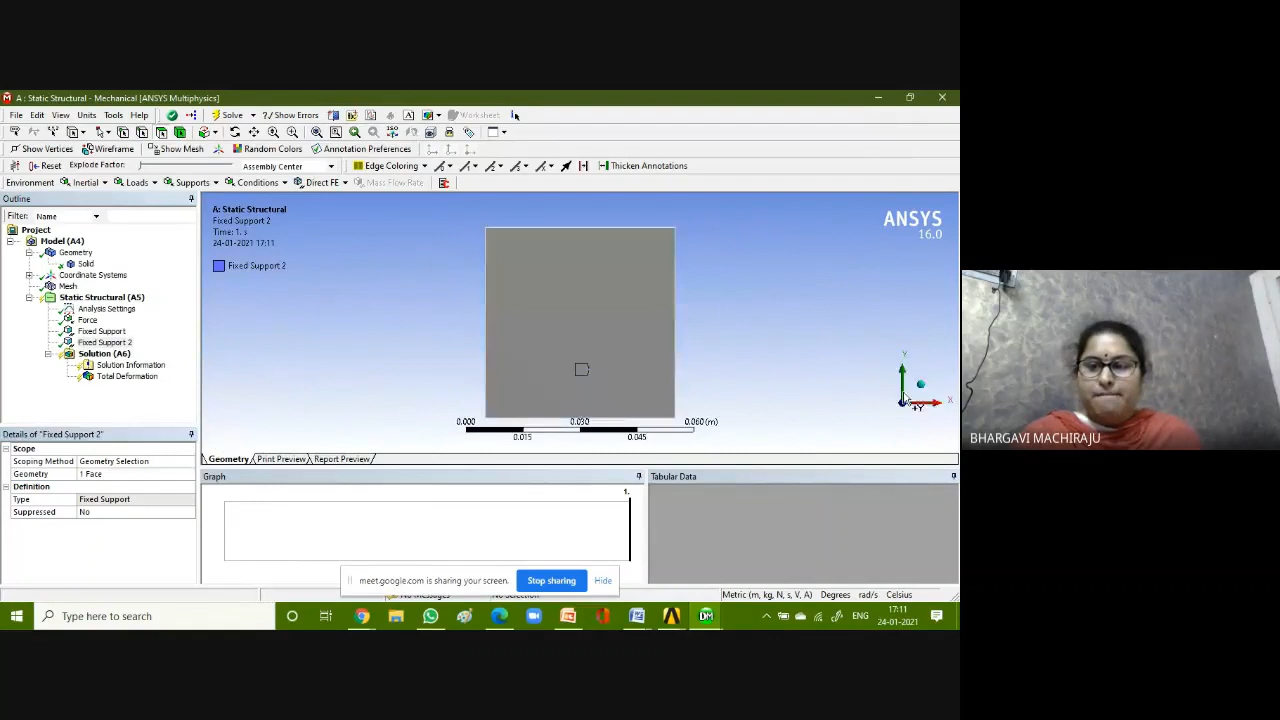 A : Static Structural - Mechanical [ANSYS Multiphysics]
File Edit View Units Tools Help Solve ?/Show Errors Worksheet
Show Vertices Wireframe Show Mesh Random Colors Annotation Preferences
Reset Explode Factor: Assembly Center Edge Coloring Thicken Annotations
Environment Inertial Loads Supports Conditions Direct FE Mass Flow Rate
Outline
Filter: Name
Project
Model (A4)
Geometry
Solid
Coordinate Systems
Mesh
Static Structural (A5)
Analysis Settings
Force
Fixed Support
Fixed Support 2
Solution (A6)
Solution Information
Total Deformation
Details of "Fixed Support 2"
Scope
Scoping Method Geometry Selection
Geometry 1 Face
Definition
Type Fixed Support
Suppressed No
A: Static Structural
Fixed Support 2
Time: 1. s
24-01-2021 17:11
Fixed Support 2
ANSYS
16.0
Y
X
+Y
0.000 0.030 0.060 (m)
0.015 0.045
Geometry Print Preview Report Preview
Graph
1.
Tabular Data
meet.google.com is sharing your screen. Stop sharing Hide
Metric (m, kg, N, s, V, A) Degrees rad/s Celsius
Type here to search
ENG
17:11
24-01-2021
BHARGAVI MACHIRAJU